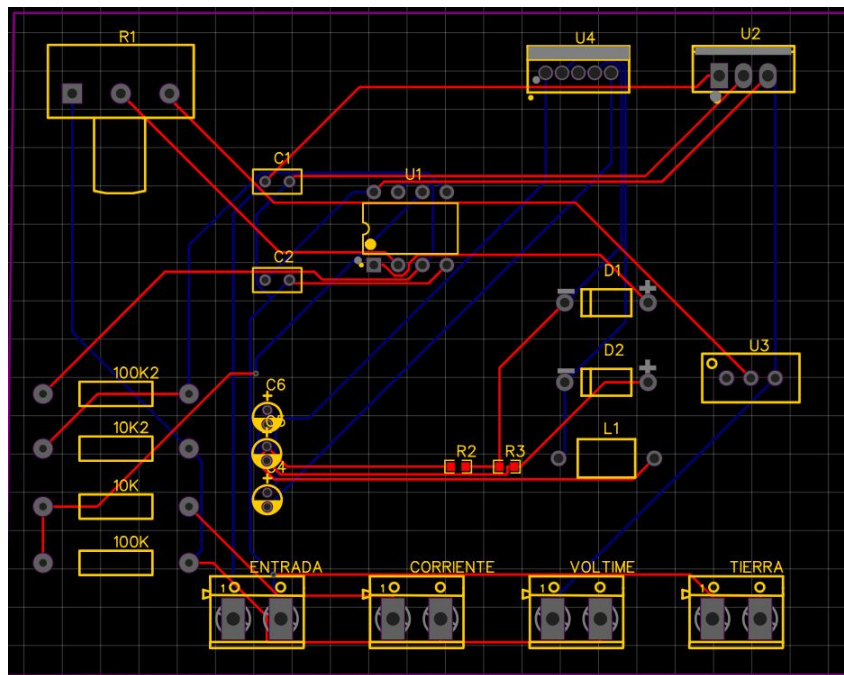 R1
U4
U2
C1
U1
C2
D1
D2
U3
100K2
C6
10K2
C5
L1
R2
R3
C4
10K
100K
ENTRADA
CORRIENTE
VOLTIME
TIERRA
1
1
1
1